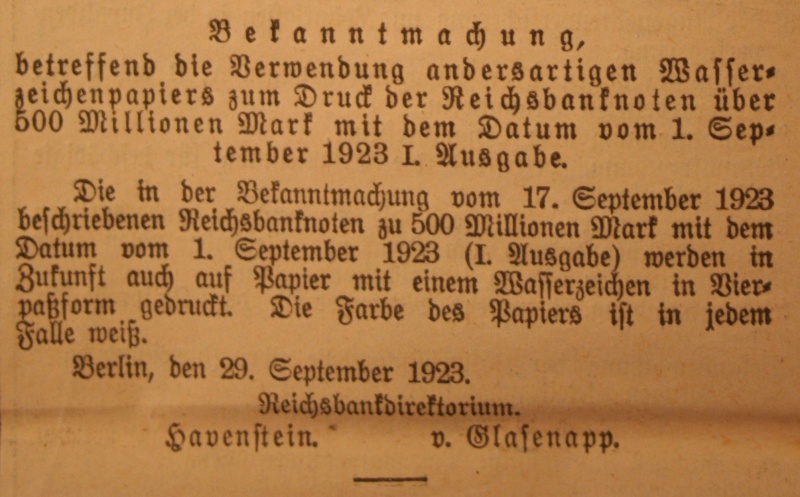 Bekanntmachung,
betreffend die Verwendung andersartigen Wasser-
zeichenpapiers zum Druck der Reichsbanknoten über
500 Millionen Mark mit dem Datum vom 1. Sep-
tember 1923 I. Ausgabe.
Die in der Bekanntmachung vom 17. September 1923
beschriebenen Reichsbanknoten zu 500 Millionen Mark mit dem
Datum vom 1. September 1923 (I. Ausgabe) werden in
Zukunft auch auf Papier mit einem Wasserzeichen in Vier-
paßform gedruckt. Die Farbe des Papiers ist in jedem
Falle weiß.
Berlin, den 29. September 1923.
Reichsbankdirektorium.
Havenstein. v. Glasenapp.